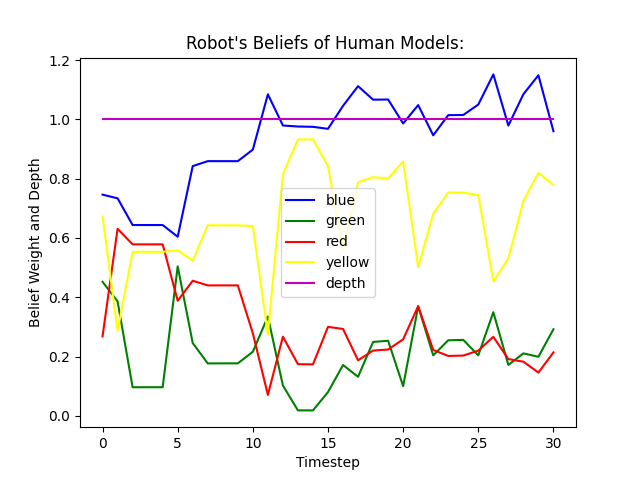 Robot's Beliefs of Human Models:
Belief Weight and Depth
1.2
1.0
0.8
0.6
0.4
0.2
0.0
blue
green
red
yellow
depth
0 5 10 15 20 25 30
Timestep